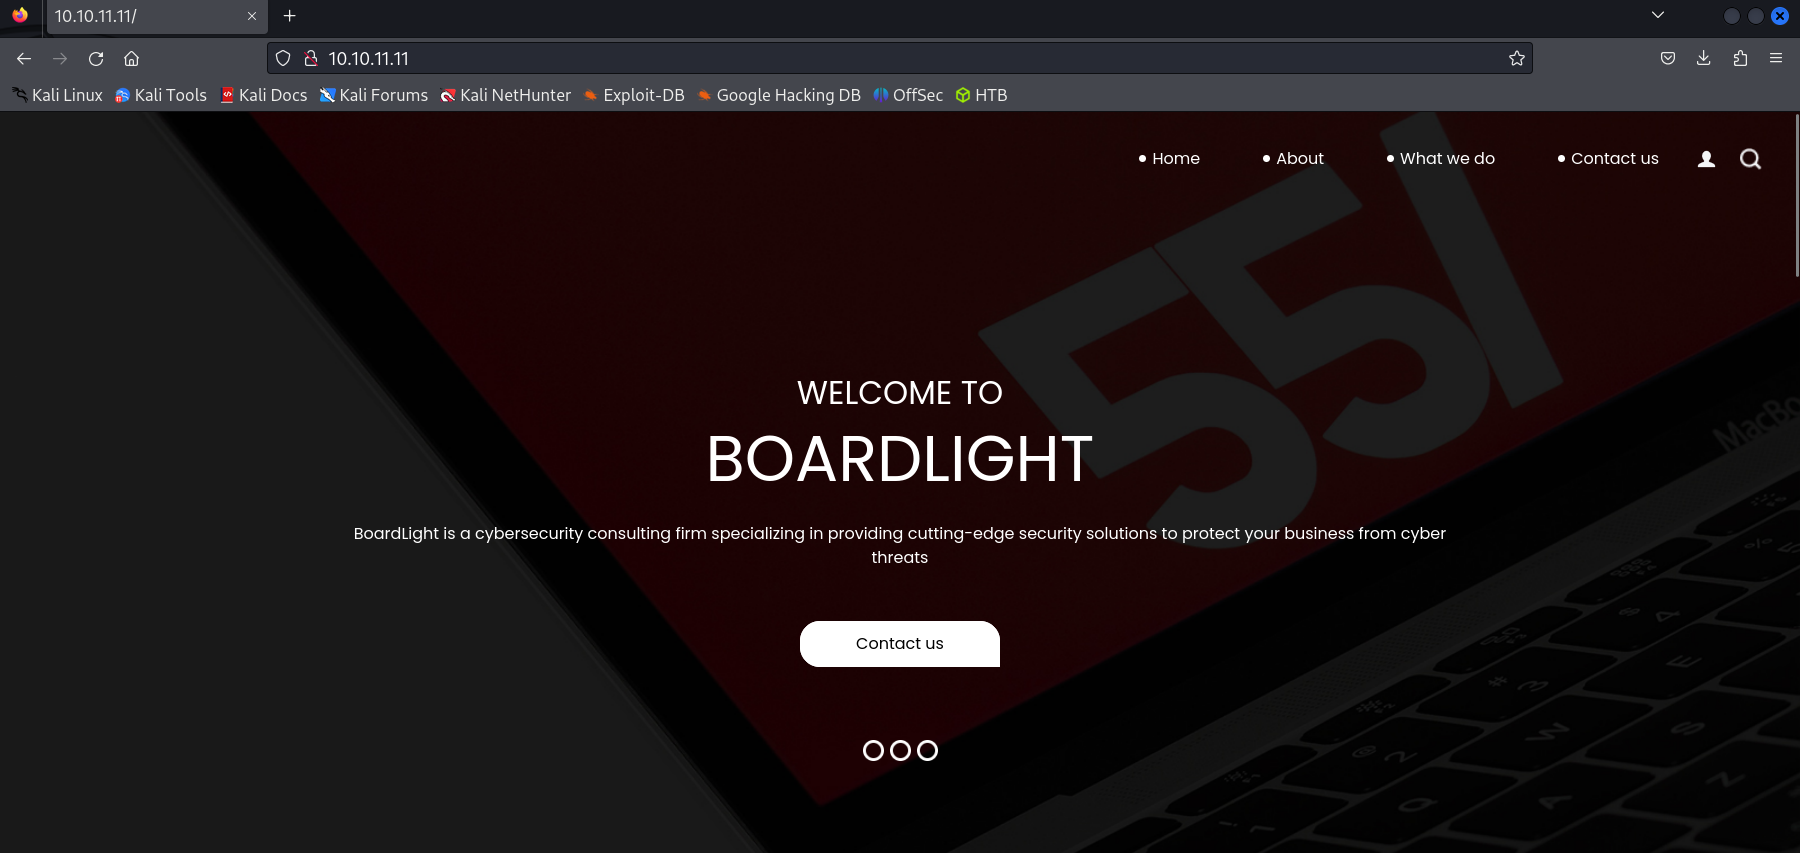 10.10.11.11/
10.10.11.11
Kali Linux Kali Tools Kali Docs Kali Forums Kali NetHunter Exploit-DB Google Hacking DB OffSec HTB
Home About What we do Contact us
55/
WELCOME TO
BOARDLIGHT
BoardLight is a cybersecurity consulting firm specializing in providing cutting-edge security solutions to protect your business from cyber
threats
Contact us